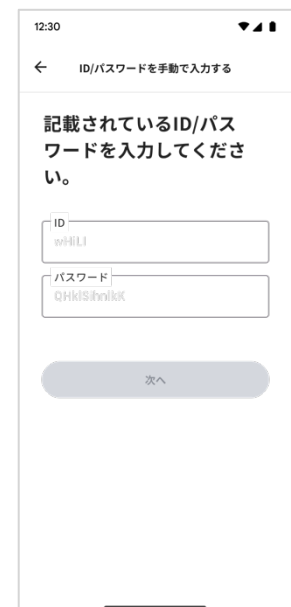 12:30
ID/パスワードを手動で入力する
記載されているID/パス
ワードを入力してくださ
い。
ID
wHiLI
パスワード
QHklSihnlkK
次へ